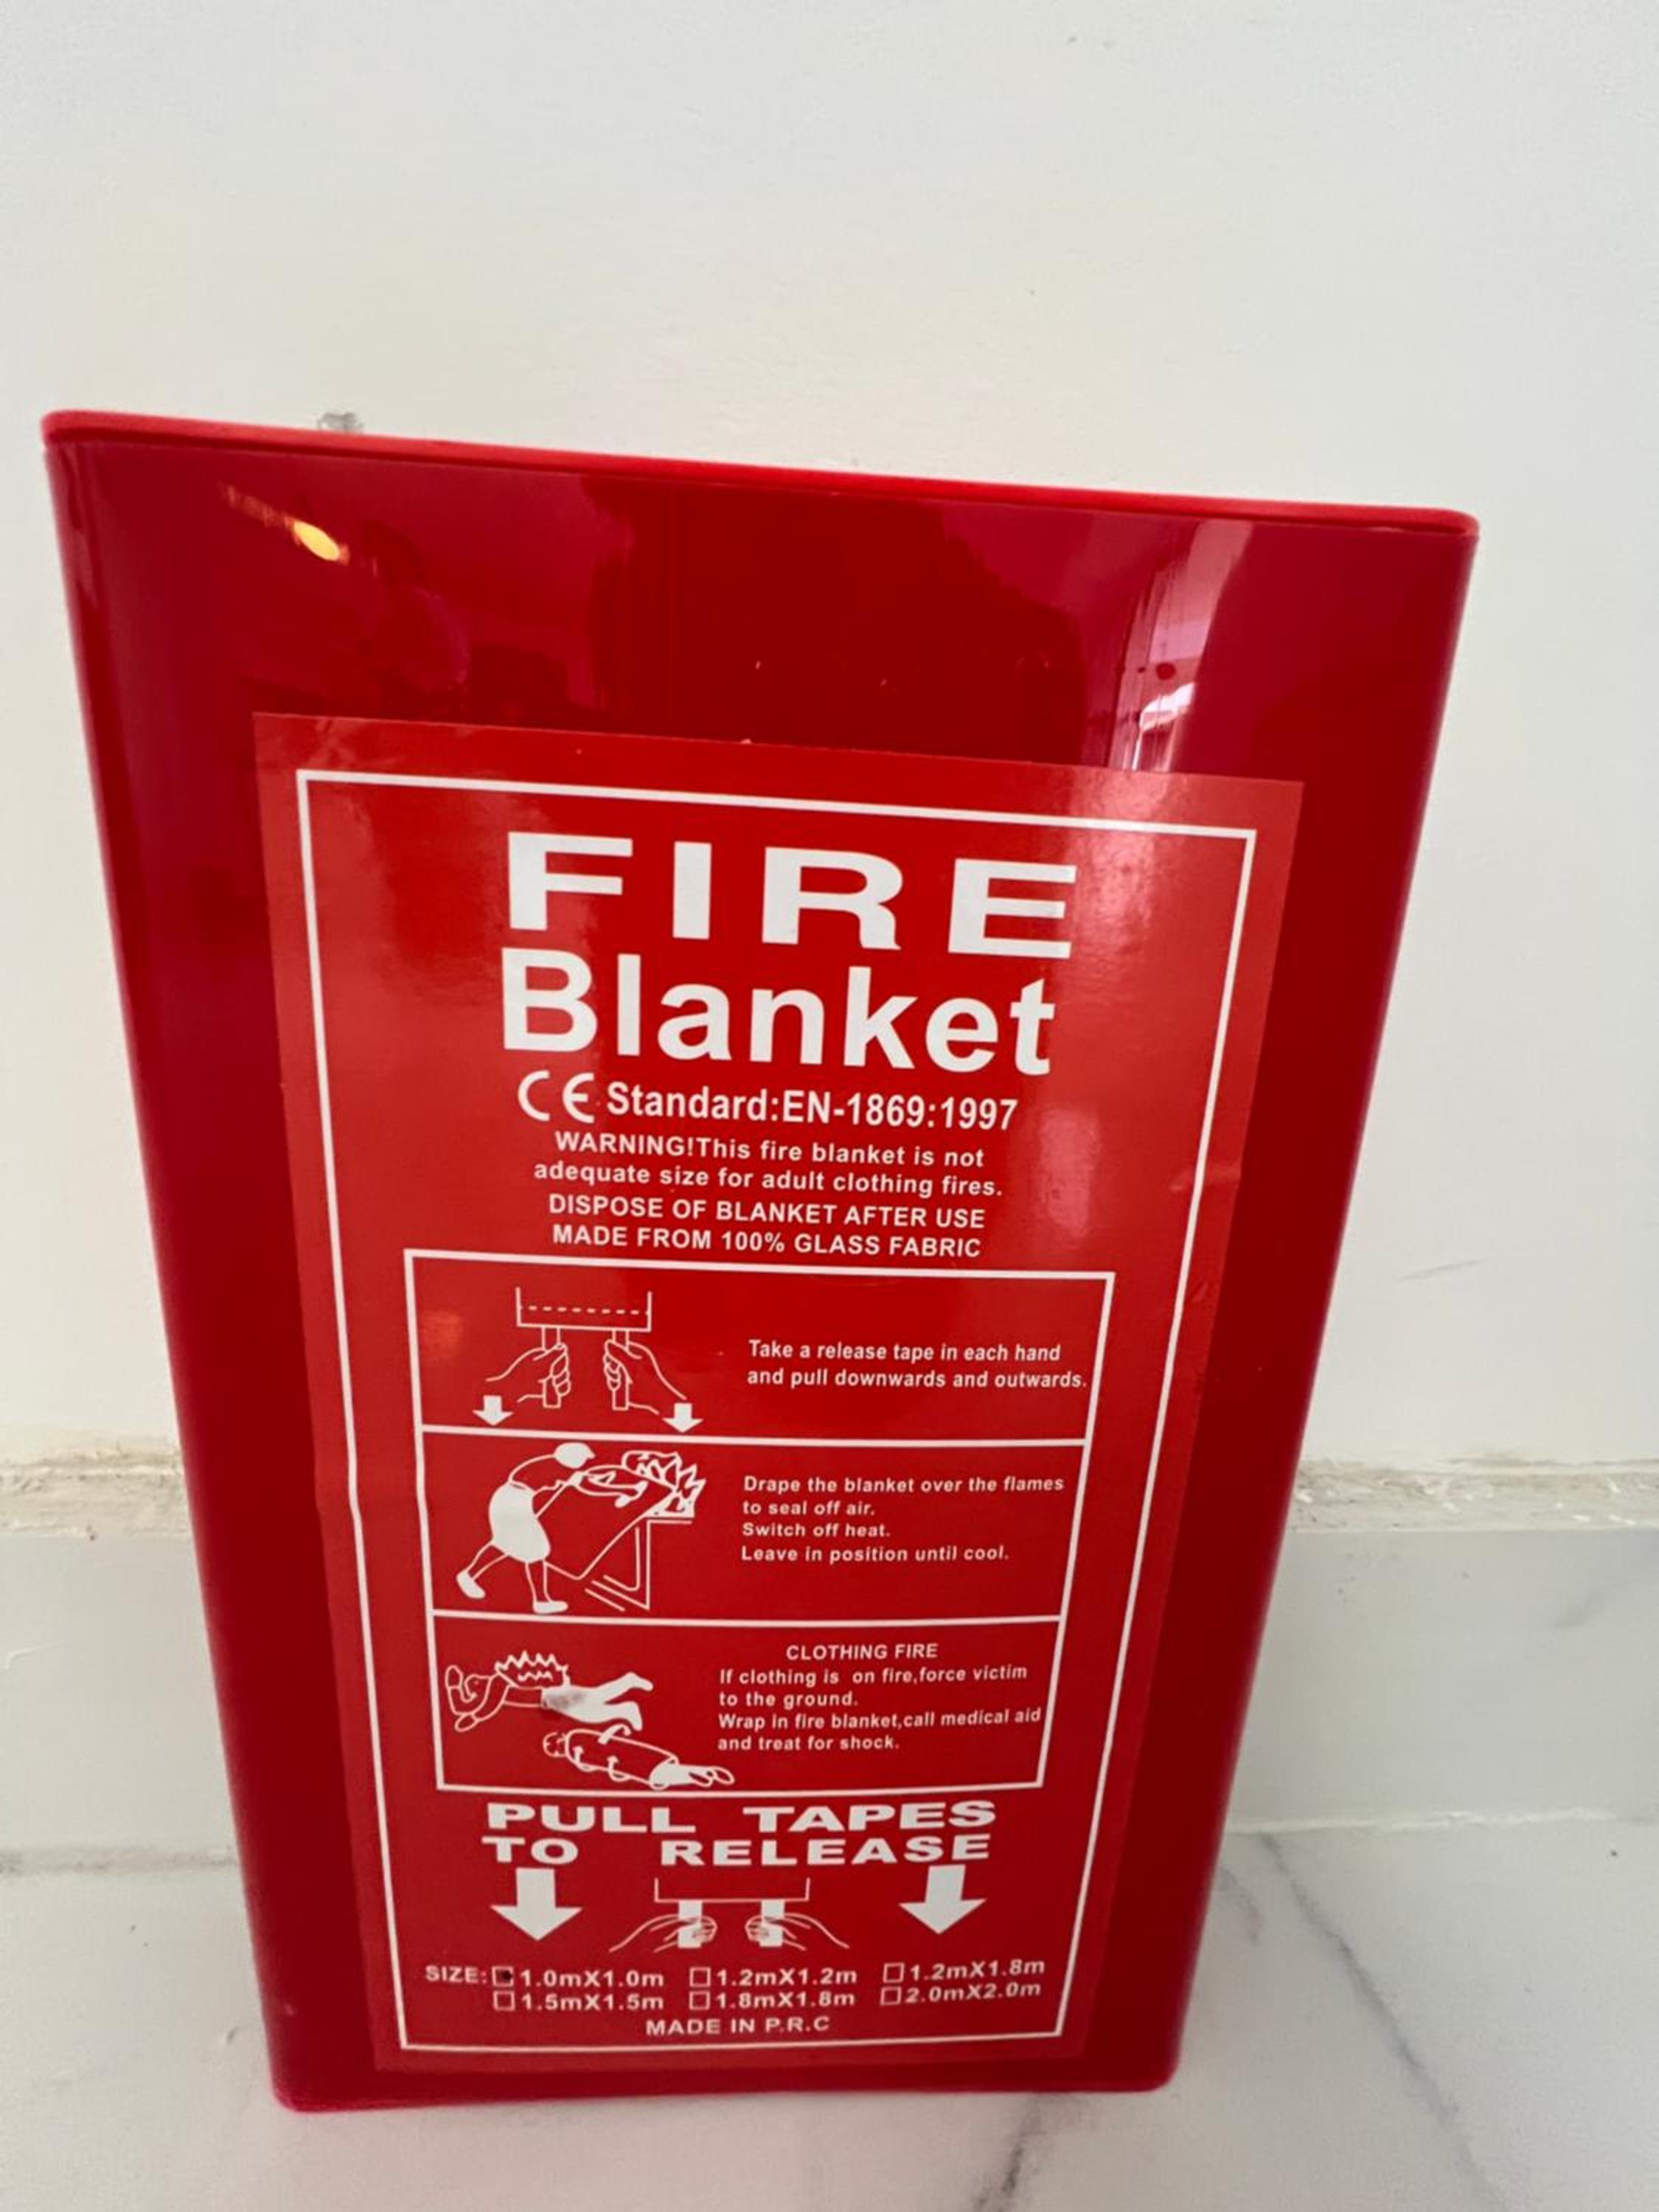 FIRE
Blanket
CE Standard:EN-1869:1997
WARNING!This fire blanket is not
adequate size for adult clothing fires.
DISPOSE OF BLANKET AFTER USE
MADE FROM 100% GLASS FABRIC
Take a release tape in each hand
and pull downwards and outwards.
Drape the blanket over the flames
to seal off air.
Switch off heat.
Leave in position until cool.
CLOTHING FIRE
If clothing is on fire,force victim
to the ground.
Wrap in fire blanket,call medical aid
and treat for shock.
PULL TAPES
TO RELEASE
SIZE: 1.0mX1.0m 1.2mX1.2m 1.2mX1.8m
1.5mX1.5m 1.8mX1.8m 2.0mX2.0m
MADE IN P.R.C